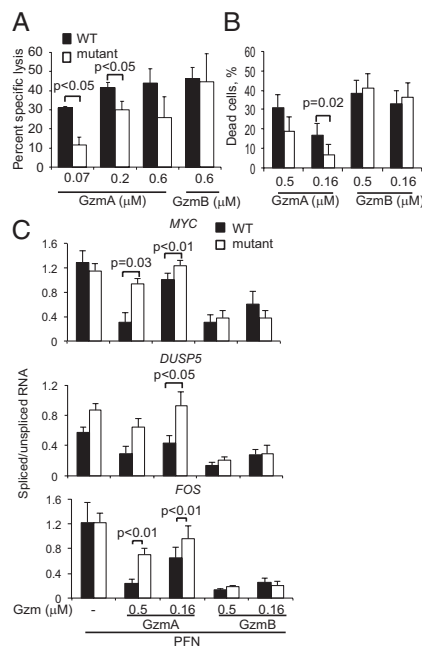 A
WT
mutant
p<0.05
p<0.05
Percent specific lysis
60
50
40
30
20
10
0
0.07 0.2 0.6 0.6
GzmA (μM) GzmB (μM)
B
Dead cells, %
60
50
40
30
20
10
0
p=0.02
0.5 0.16 0.5 0.16
GzmA (μM) GzmB (μM)
C
MYC
WT
mutant
p=0.03
p<0.01
1.6
1.2
0.8
0.4
0
DUSP5
p<0.05
Spliced/unspliced RNA
1.2
0.8
0.4
0
FOS
p<0.01
p<0.01
1.6
1.2
0.8
0.4
0
Gzm (μM) - 0.5 0.16 0.5 0.16
GzmA GzmB
PFN